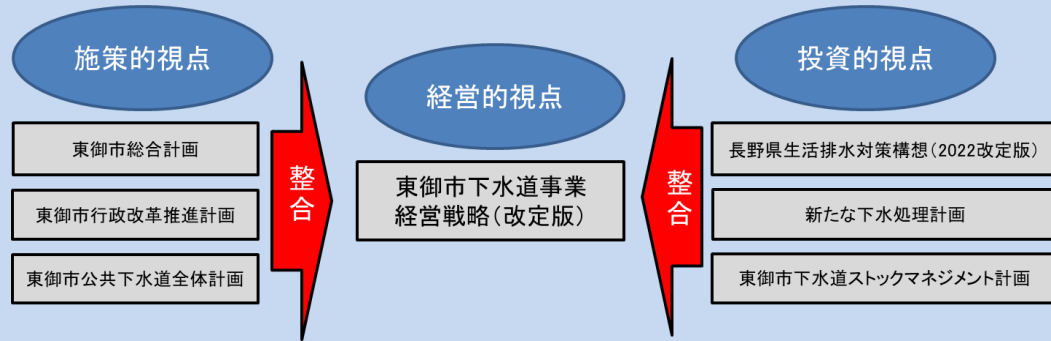 施策的視点
東御市総合計画
東御市行政改革推進計画
東御市公共下水道全体計画
整合
経営的視点
東御市下水道事業
経営戦略(改定版)
整合
投資的視点
長野県生活排水対策構想(2022改定版)
新たな下水処理計画
東御市下水道ストックマネジメント計画